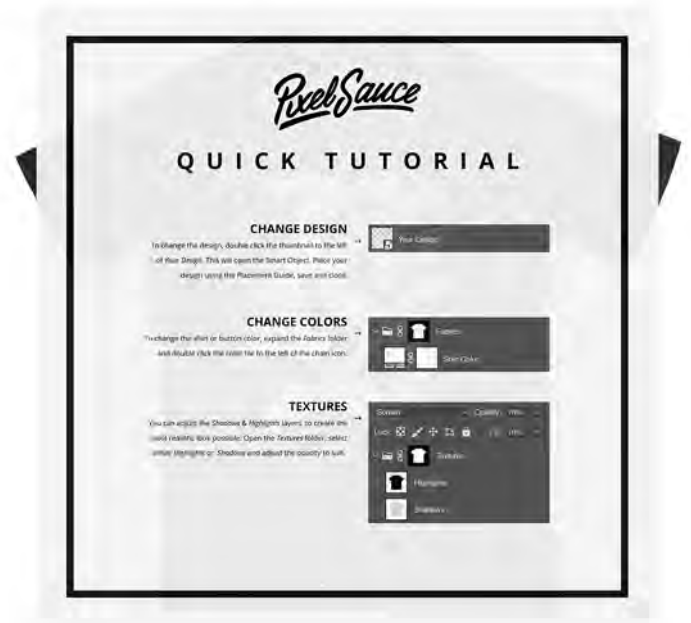 Pixel Sauce
QUICK TUTORIAL
CHANGE DESIGN
To change the design, double click the thumbnail to the left
of Your Design. This will open the Smart Object. Place your
design using the Placement Guide, save and close.
Your Design
CHANGE COLORS
To change the shirt or button color, expand the Fabrics folder
and double click the color tile to the left of the chain icon.
Fabrics
Shirt Color
TEXTURES
You can adjust the Shadows & Highlights layers, to create the
most realistic look possible. Open the Textures folder, select
either Highlights or Shadows and adjust the opacity to suit.
Screen
Opacity:
Lock:
Textures
Highlights
Shadows